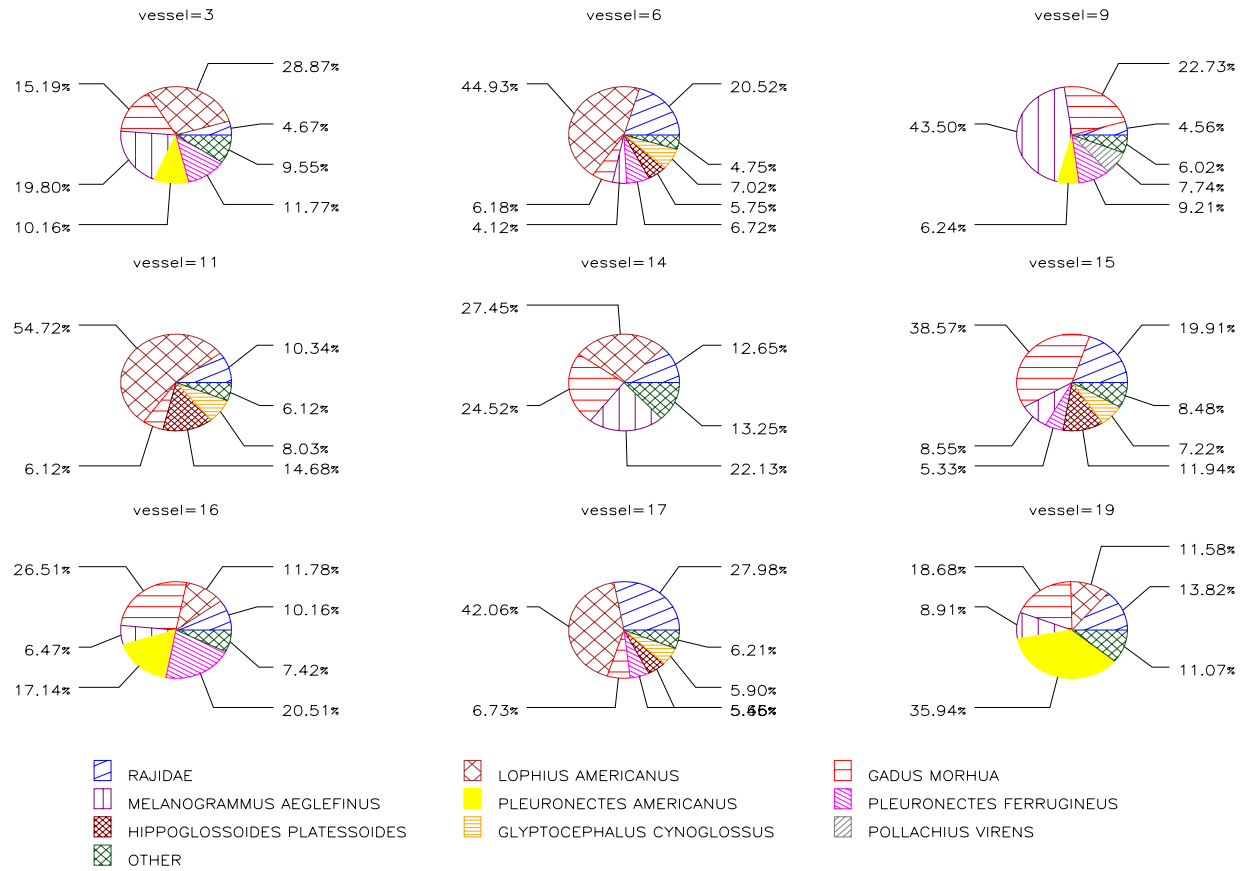 vessel=3 vessel=6 vessel=9
28.87% 44.93% 22.73%
15.19% 20.52%
4.67% 43.50% 4.56%
9.55% 4.75% 6.02%
19.80% 7.02% 7.74%
11.77% 6.18% 5.75% 9.21%
10.16% 4.12% 6.72% 6.24%
vessel=11 vessel=14 vessel=15
27.45%
54.72% 38.57% 19.91%
10.34% 12.65%
6.12% 24.52% 8.48%
13.25%
8.03% 8.55% 7.22%
6.12% 14.68% 22.13% 5.33% 11.94%
vessel=16 vessel=17 vessel=19
11.58%
26.51% 11.78% 27.98% 18.68%
10.16% 42.06% 8.91% 13.82%
6.47% 7.42% 6.21% 11.07%
17.14% 5.90%
20.51% 6.73% 35.94%
RAJIDAE LOPHIUS AMERICANUS GADUS MORHUA
MELANOGRAMMUS AEGLEFINUS PLEURONECTES AMERICANUS PLEURONECTES FERRUGINEUS
HIPPOGLOSSOIDES PLATESSOIDES GLYPTOCEPHALUS CYNOGLOSSUS POLLACHIUS VIRENS
OTHER